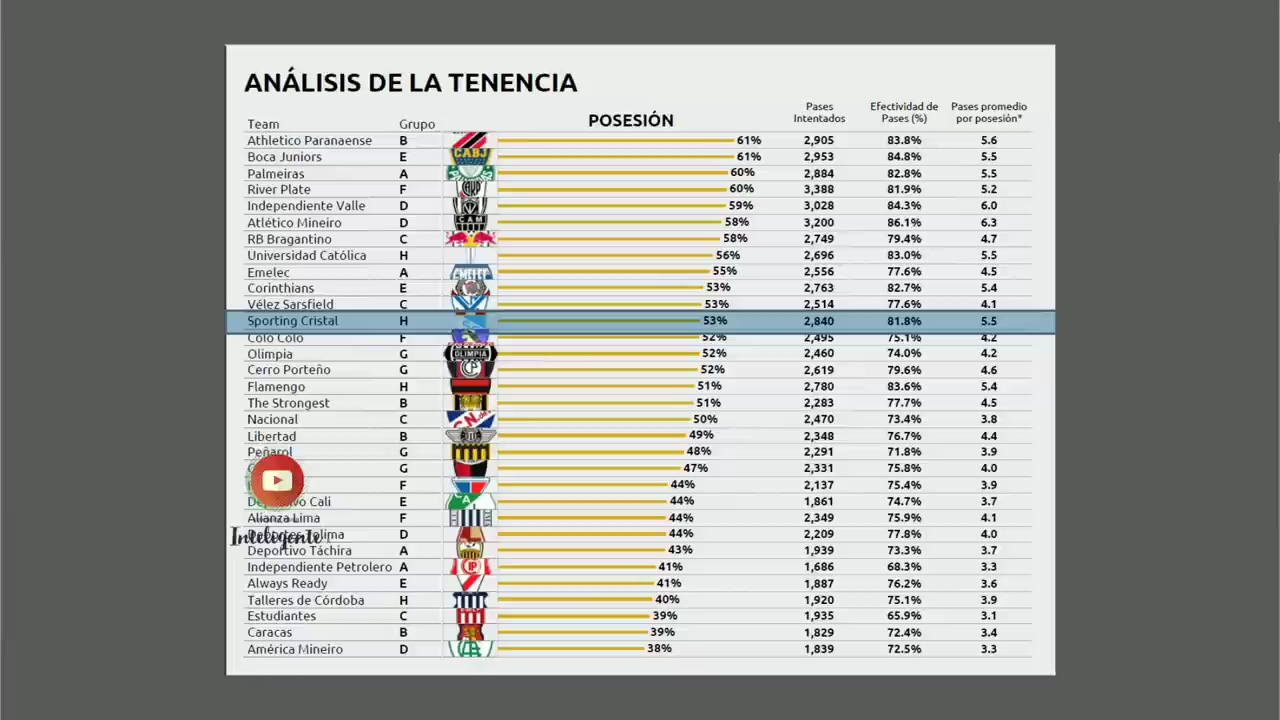 ANÁLISIS DE LA TENENCIA
Team Grupo POSESIÓN Pases Intentados Efectividad de Pases (%) Pases promedio por posesión*
Athletico Paranaense B 61% 2,905 83.8% 5.6
Boca Juniors E CABJ 61% 2,953 84.8% 5.5
Palmeiras A 60% 2,884 82.8% 5.5
River Plate F 60% 3,388 81.9% 5.2
Independiente Valle D 59% 3,028 84.3% 6.0
Atlético Mineiro D CAM 58% 3,200 86.1% 6.3
RB Bragantino C 58% 2,749 79.4% 4.7
Universidad Católica H 56% 2,696 83.0% 5.5
Emelec A EMELEC 55% 2,556 77.6% 4.5
Corinthians E 53% 2,763 82.7% 5.4
Vélez Sarsfield C 53% 2,514 77.6% 4.1
Sporting Cristal H 53% 2,840 81.8% 5.5
Colo Colo F 52% 2,495 75.1% 4.2
Olimpia G OLIMPIA 52% 2,460 74.0% 4.2
Cerro Porteño G CP 52% 2,619 79.6% 4.6
Flamengo H 51% 2,780 83.6% 5.4
The Strongest B 51% 2,283 77.7% 4.5
Nacional C C.N.de 50% 2,470 73.4% 3.8
Libertad B 49% 2,348 76.7% 4.4
Peñarol G 48% 2,291 71.8% 3.9
G 47% 2,331 75.8% 4.0
F 44% 2,137 75.4% 3.9
Deportivo Cali E CA 44% 1,861 74.7% 3.7
Alianza Lima F 44% 2,349 75.9% 4.1
Deportes Tolima D 44% 2,209 77.8% 4.0
Inteligente
Deportivo Táchira A 43% 1,939 73.3% 3.7
Independiente Petrolero A IP 41% 1,686 68.3% 3.3
Always Ready E 41% 1,887 76.2% 3.6
Talleres de Córdoba H 40% 1,920 75.1% 3.9
Estudiantes C 39% 1,935 65.9% 3.1
Caracas B 39% 1,829 72.4% 3.4
América Mineiro D 38% 1,839 72.5% 3.3